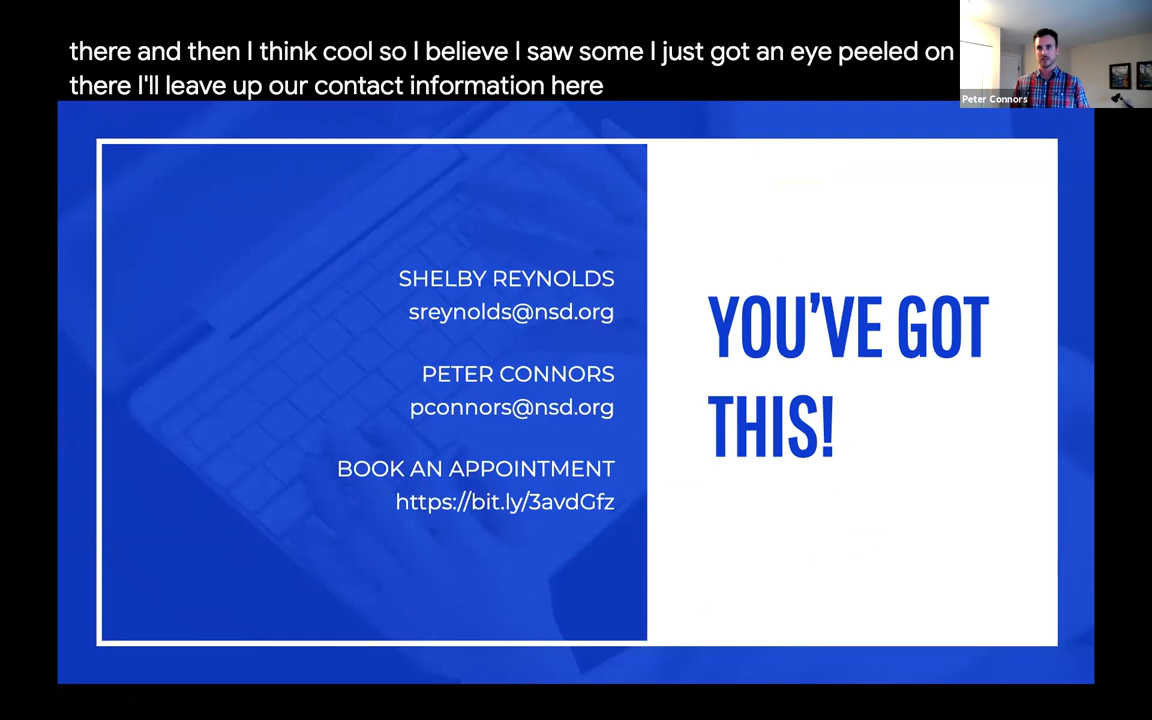 there and then I think cool so I believe I saw some I just got an eye peeled on
there I'll leave up our contact information here
Peter Connors
SHELBY REYNOLDS
sreynolds@nsd.org
PETER CONNORS
pconnors@nsd.org
BOOK AN APPOINTMENT
https://bit.ly/3avdGfz
YOU'VE GOT
THIS!